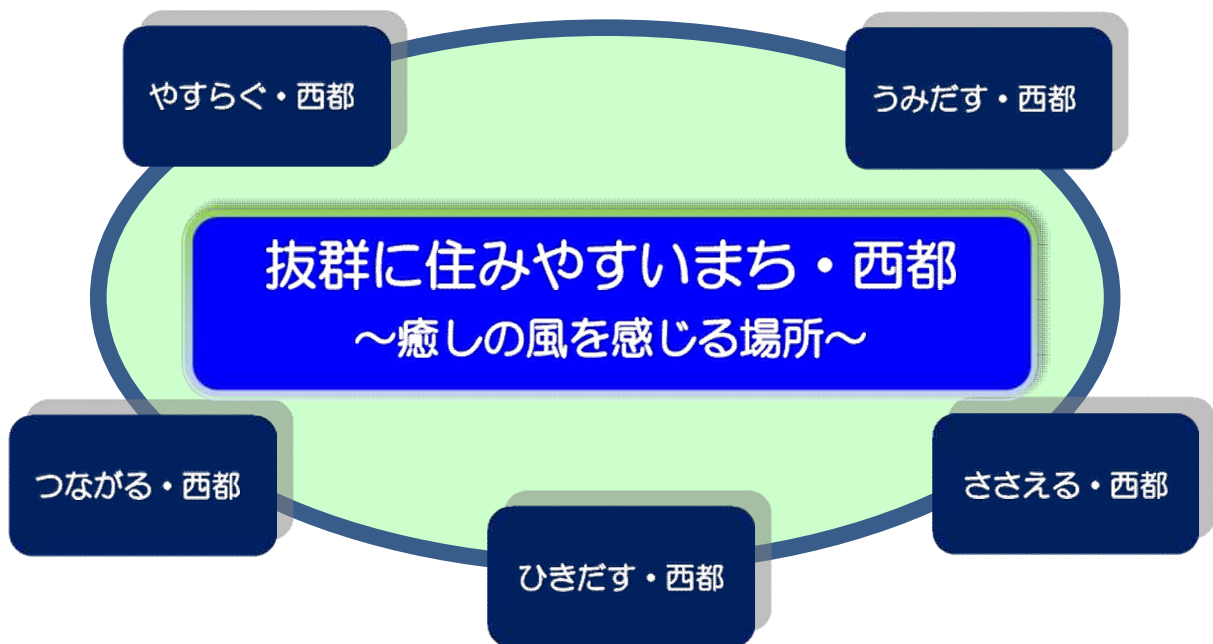 やすらぐ・西都
うみだす・西都
抜群に住みやすいまち・西都
～癒しの風を感じる場所～
つながる・西都
ささえる・西都
ひきだす・西都